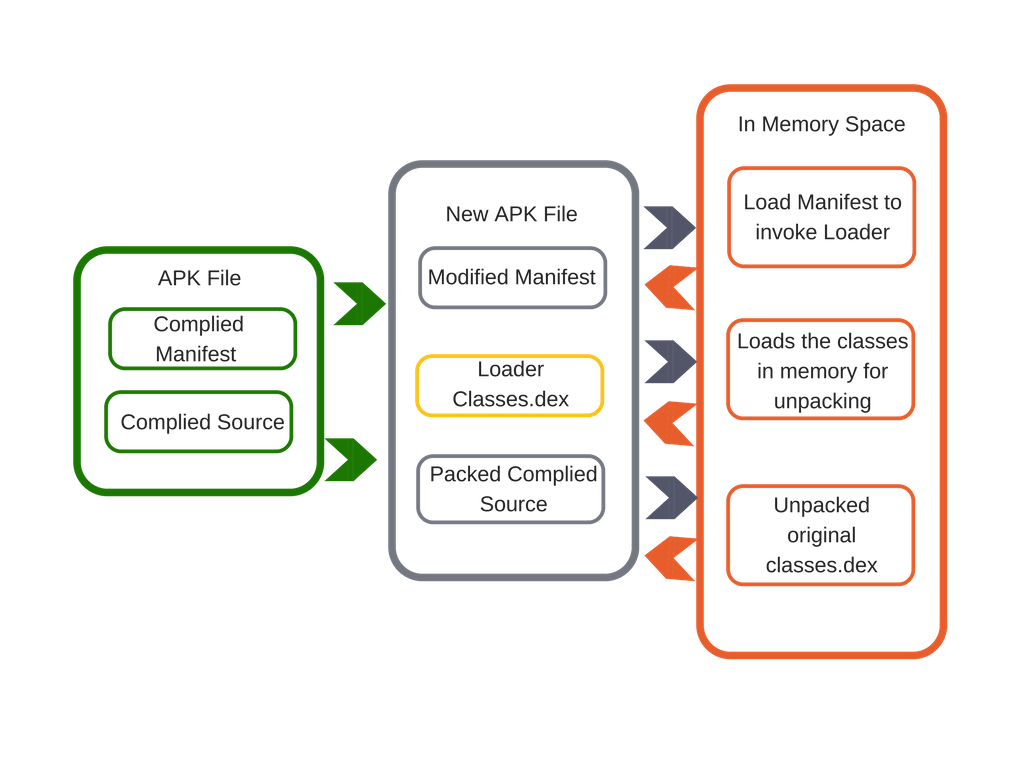 APK File
Complied
Manifest
Complied Source
New APK File
Modified Manifest
Loader
Classes.dex
Packed Complied
Source
In Memory Space
Load Manifest to
invoke Loader
Loads the classes
in memory for
unpacking
Unpacked
original
classes.dex